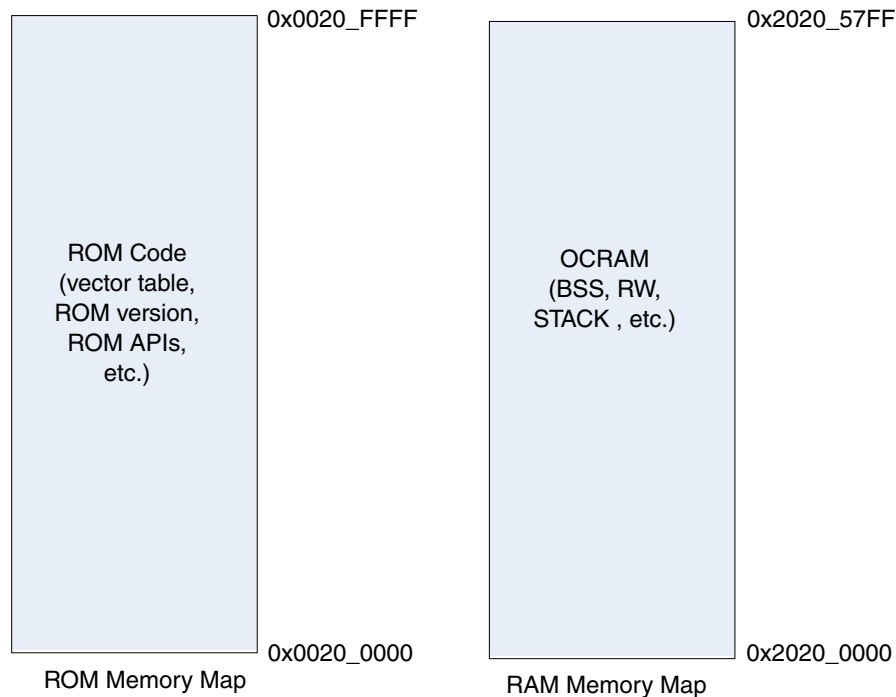 0x0020_FFFF
ROM Code
(vector table,
ROM version,
ROM APIs,
etc.)
0x0020_0000
ROM Memory Map
0x2020_57FF
OCRAM
(BSS, RW,
STACK , etc.)
0x2020_0000
RAM Memory Map